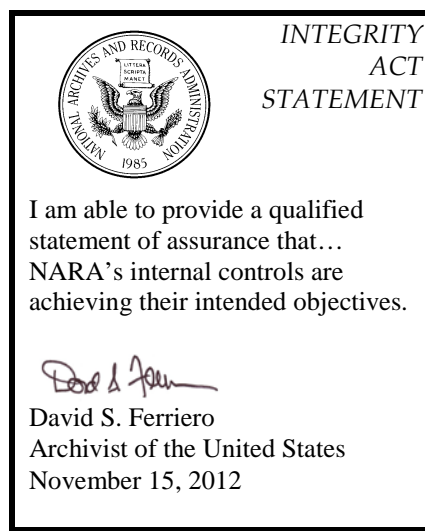 INTEGRITY
ACT
STATEMENT
NATIONAL ARCHIVES AND RECORDS ADMINISTRATION
LITTERA
SCRIPTA
MANET
1985
I am able to provide a qualified
statement of assurance that…
NARA’s internal controls are
achieving their intended objectives.
David S. Ferriero
Archivist of the United States
November 15, 2012